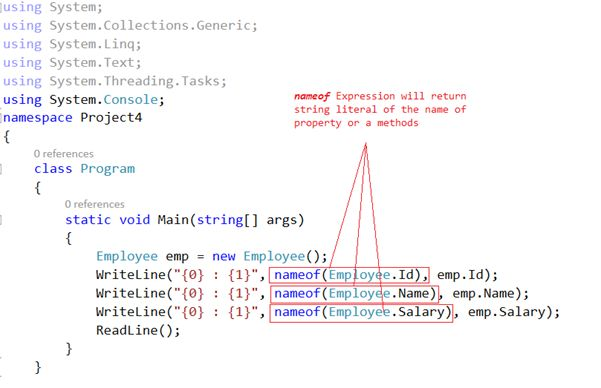 using System;
using System.Collections.Generic;
using System.Linq;
using System.Text;
using System.Threading.Tasks;
using System.Console;
nameof Expression will return
string literal of the name of
property or a methods
namespace Project4
{
0 references
class Program
{
0 references
static void Main(string[] args)
{
Employee emp = new Employee();
WriteLine("{0} : {1}", nameof(Employee.Id), emp.Id);
WriteLine("{0} : {1}", nameof(Employee.Name), emp.Name);
WriteLine("{0} : {1}", nameof(Employee.Salary), emp.Salary);
ReadLine();
}
}